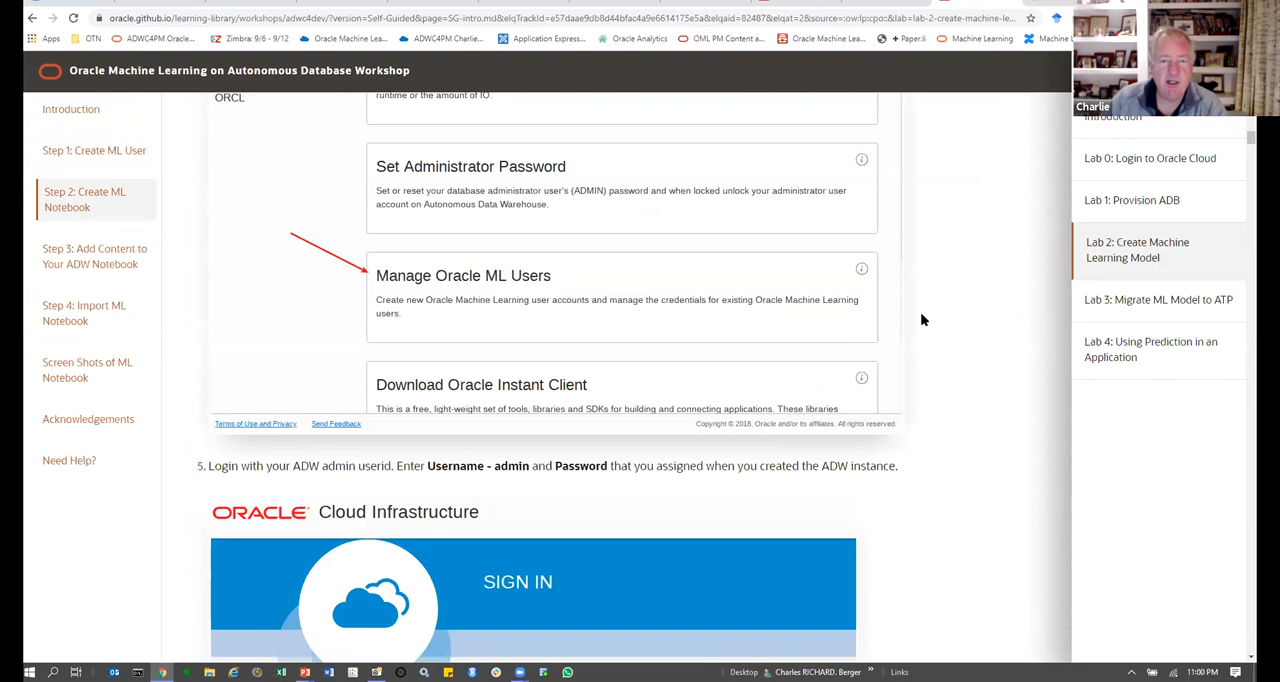 oracle.github.io/learning-library/workshops/adwc4dev/?version=Self-Guided&page=SG-intro.md&elqTrackId=e57daae9db8d44bfac4a9e6614175e5a&elqaid=82487&elqat=2&source=:ow:lp:cpo:::&lab=lab-2-create-machine-le...
Apps
OTN
ADWC4PM Oracle...
Zimbra: 9/6 - 9/12
Oracle Machine Lea...
ADWC4PM Charlie...
Application Express...
Oracle Analytics
OML PM Content a...
Oracle Machine Lea...
+ Paper.li
Machine Learning
Machine L
Charlie
Oracle Machine Learning on Autonomous Database Workshop
Introduction
Step 1: Create ML User
Step 2: Create ML
Notebook
Step 3: Add Content to
Your ADW Notebook
Step 4: Import ML
Notebook
Screen Shots of ML
Notebook
Acknowledgements
Need Help?
ORCL
runtime or the amount of IO.
Set Administrator Password
Set or reset your database administrator user's (ADMIN) password and when locked unlock your administrator user
account on Autonomous Data Warehouse.
Manage Oracle ML Users
Create new Oracle Machine Learning user accounts and manage the credentials for existing Oracle Machine Learning
users.
Download Oracle Instant Client
This is a free, light-weight set of tools, libraries and SDKs for building and connecting applications. These libraries
Terms of Use and Privacy
Send Feedback
Copyright © 2018, Oracle and/or its affiliates. All rights reserved.
5. Login with your ADW admin userid. Enter Username - admin and Password that you assigned when you created the ADW instance.
ORACLE Cloud Infrastructure
SIGN IN
Introduction
Lab 0: Login to Oracle Cloud
Lab 1: Provision ADB
Lab 2: Create Machine
Learning Model
Lab 3: Migrate ML Model to ATP
Lab 4: Using Prediction in an
Application
Desktop
Charles RICHARD. Berger
Links
11:00 PM